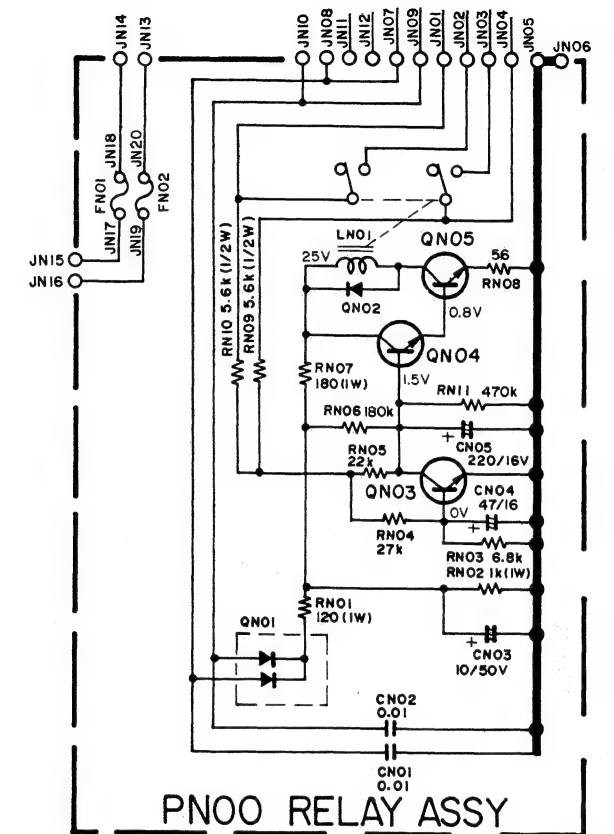 JN14
JN13
JN10
JN08
JN11
JN12
JN07
JN09
JN01
JN02
JN03
JN04
JN05
JN06
JN18
JN20
FN01
FN02
JN17
JN19
JN15
JN16
RN10 5.6k (1/2W)
RN09 5.6k (1/2W)
LN01
25V
QN02
QN05
56
RN08
0.8V
QN04
1.5V
RN07
180(1W)
RN11 470k
RN06 180k
CN05
220/16V
+
RN05
22k
QN03
0V
CN04
47/16
+
RN04
27k
RN03 6.8k
RN02 1k(1W)
RN01
120(1W)
QN01
+
CN03
10/50V
CN02
0.01
CN01
0.01
PN00 RELAY ASSY